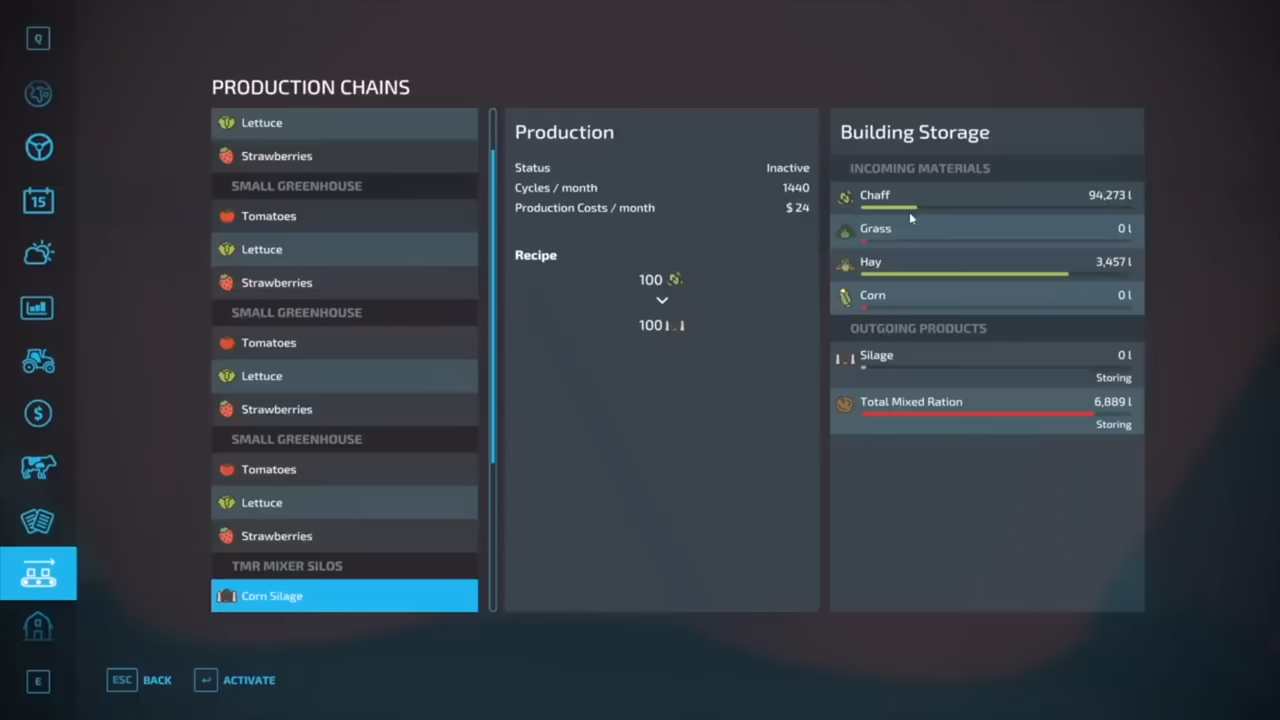 Q
15
E
PRODUCTION CHAINS
Lettuce
Strawberries
SMALL GREENHOUSE
Tomatoes
Lettuce
Strawberries
SMALL GREENHOUSE
Tomatoes
Lettuce
Strawberries
SMALL GREENHOUSE
Tomatoes
Lettuce
Strawberries
TMR MIXER SILOS
Corn Silage
Production
Status Inactive
Cycles / month 1440
Production Costs / month $ 24
Recipe
100
100
Building Storage
INCOMING MATERIALS
Chaff 94,273 l
Grass 0 l
Hay 3,457 l
Corn 0 l
OUTGOING PRODUCTS
Silage 0 l
Storing
Total Mixed Ration 6,889 l
Storing
ESC BACK ACTIVATE